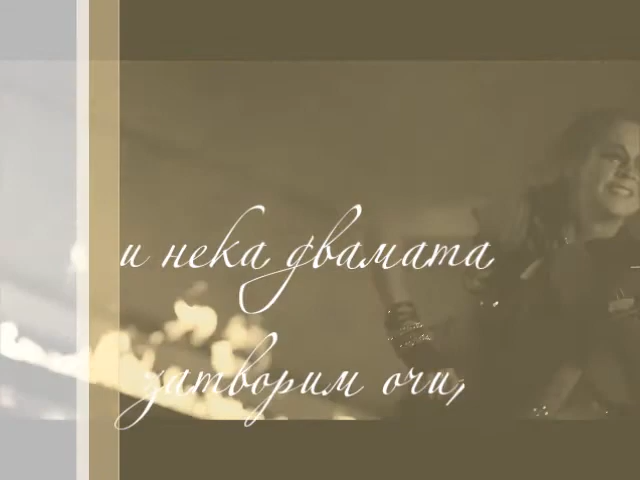 и нека двамата
затворим очи,